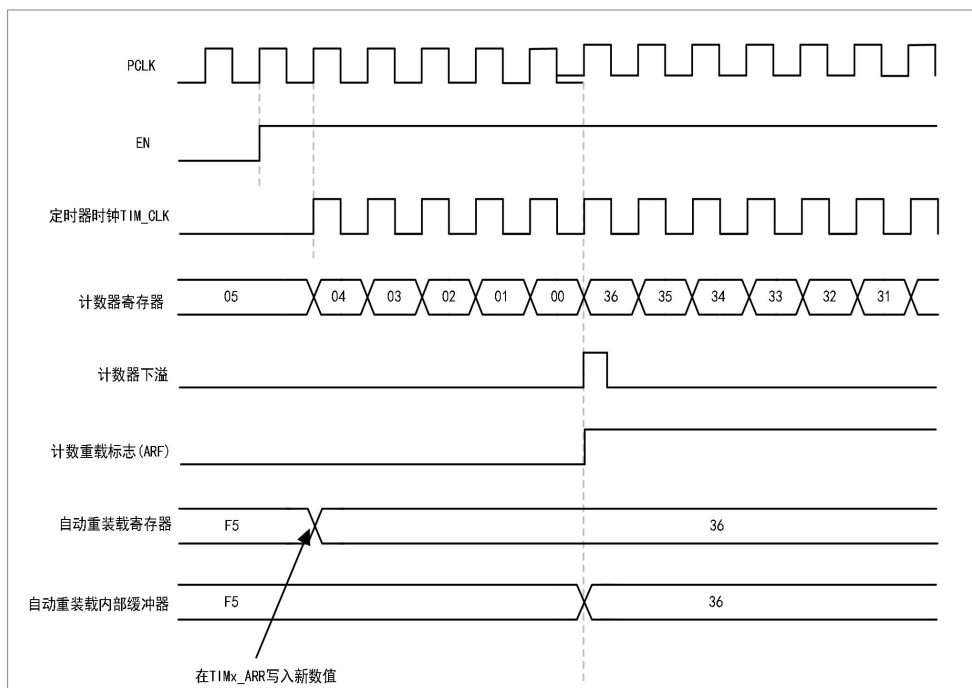 PCLK
EN
定时器时钟TIM_CLK
计数器寄存器 05 04 03 02 01 00 36 35 34 33 32 31
计数器下溢
计数重载标志(ARF)
自动重装载寄存器 F5 36
自动重装载内部缓冲器 F5 36
在TIMx_ARR写入新数值